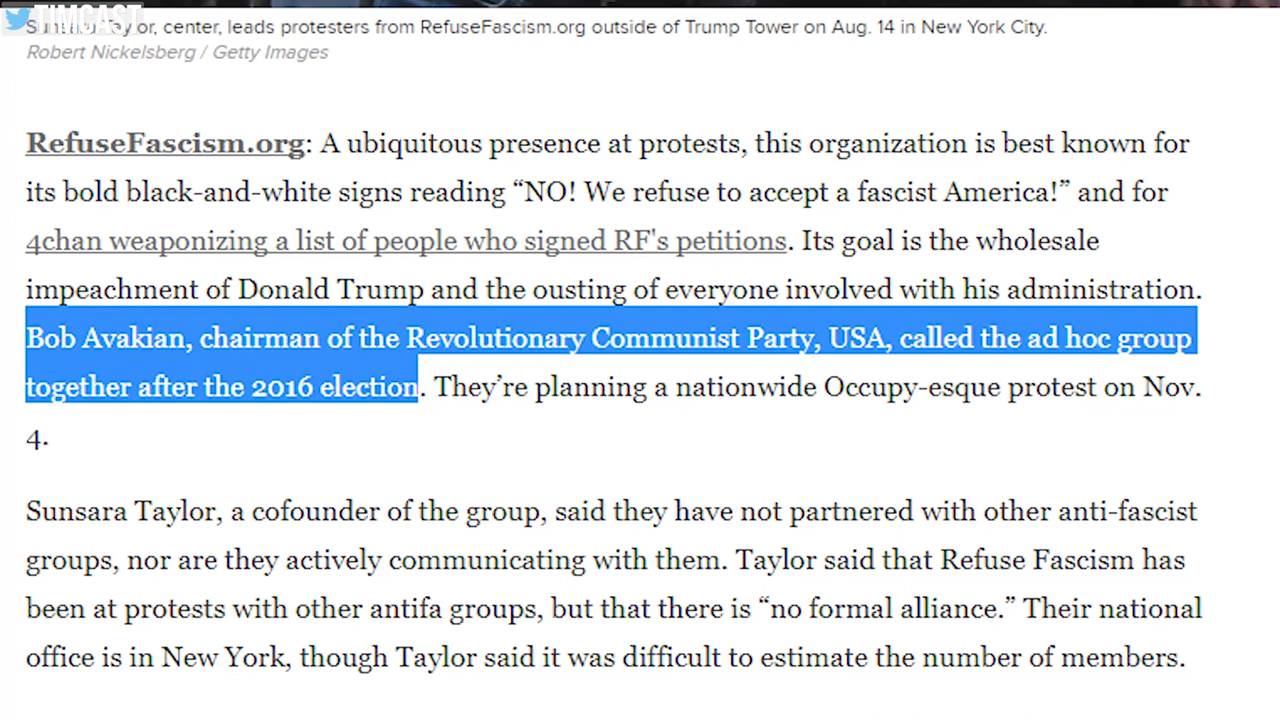 TIMCAST
Sunsara Taylor, center, leads protesters from RefuseFascism.org outside of Trump Tower on Aug. 14 in New York City.
Robert Nickelsberg / Getty Images
RefuseFascism.org: A ubiquitous presence at protests, this organization is best known for
its bold black-and-white signs reading “NO! We refuse to accept a fascist America!” and for
4chan weaponizing a list of people who signed RF's petitions. Its goal is the wholesale
impeachment of Donald Trump and the ousting of everyone involved with his administration.
Bob Avakian, chairman of the Revolutionary Communist Party, USA, called the ad hoc group
together after the 2016 election. They’re planning a nationwide Occupy-esque protest on Nov.
4.
Sunsara Taylor, a cofounder of the group, said they have not partnered with other anti-fascist
groups, nor are they actively communicating with them. Taylor said that Refuse Fascism has
been at protests with other antifa groups, but that there is “no formal alliance.” Their national
office is in New York, though Taylor said it was difficult to estimate the number of members.